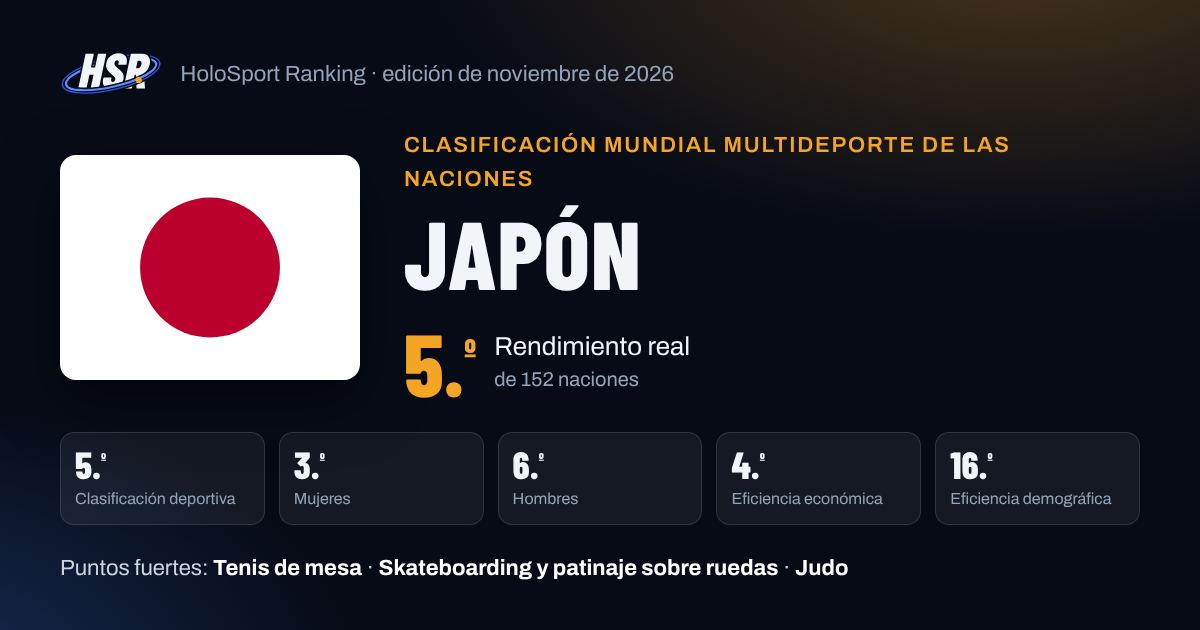 HSR
HoloSport Ranking · edición de noviembre de 2026
CLASIFICACIÓN MUNDIAL MULTIDEPORTE DE LAS
NACIONES
JAPÓN
5.º
Rendimiento real
de 152 naciones
5.º
Clasificación deportiva
3.º
Mujeres
6.º
Hombres
4.º
Eficiencia económica
16.º
Eficiencia demográfica
Puntos fuertes: Tenis de mesa · Skateboarding y patinaje sobre ruedas · Judo